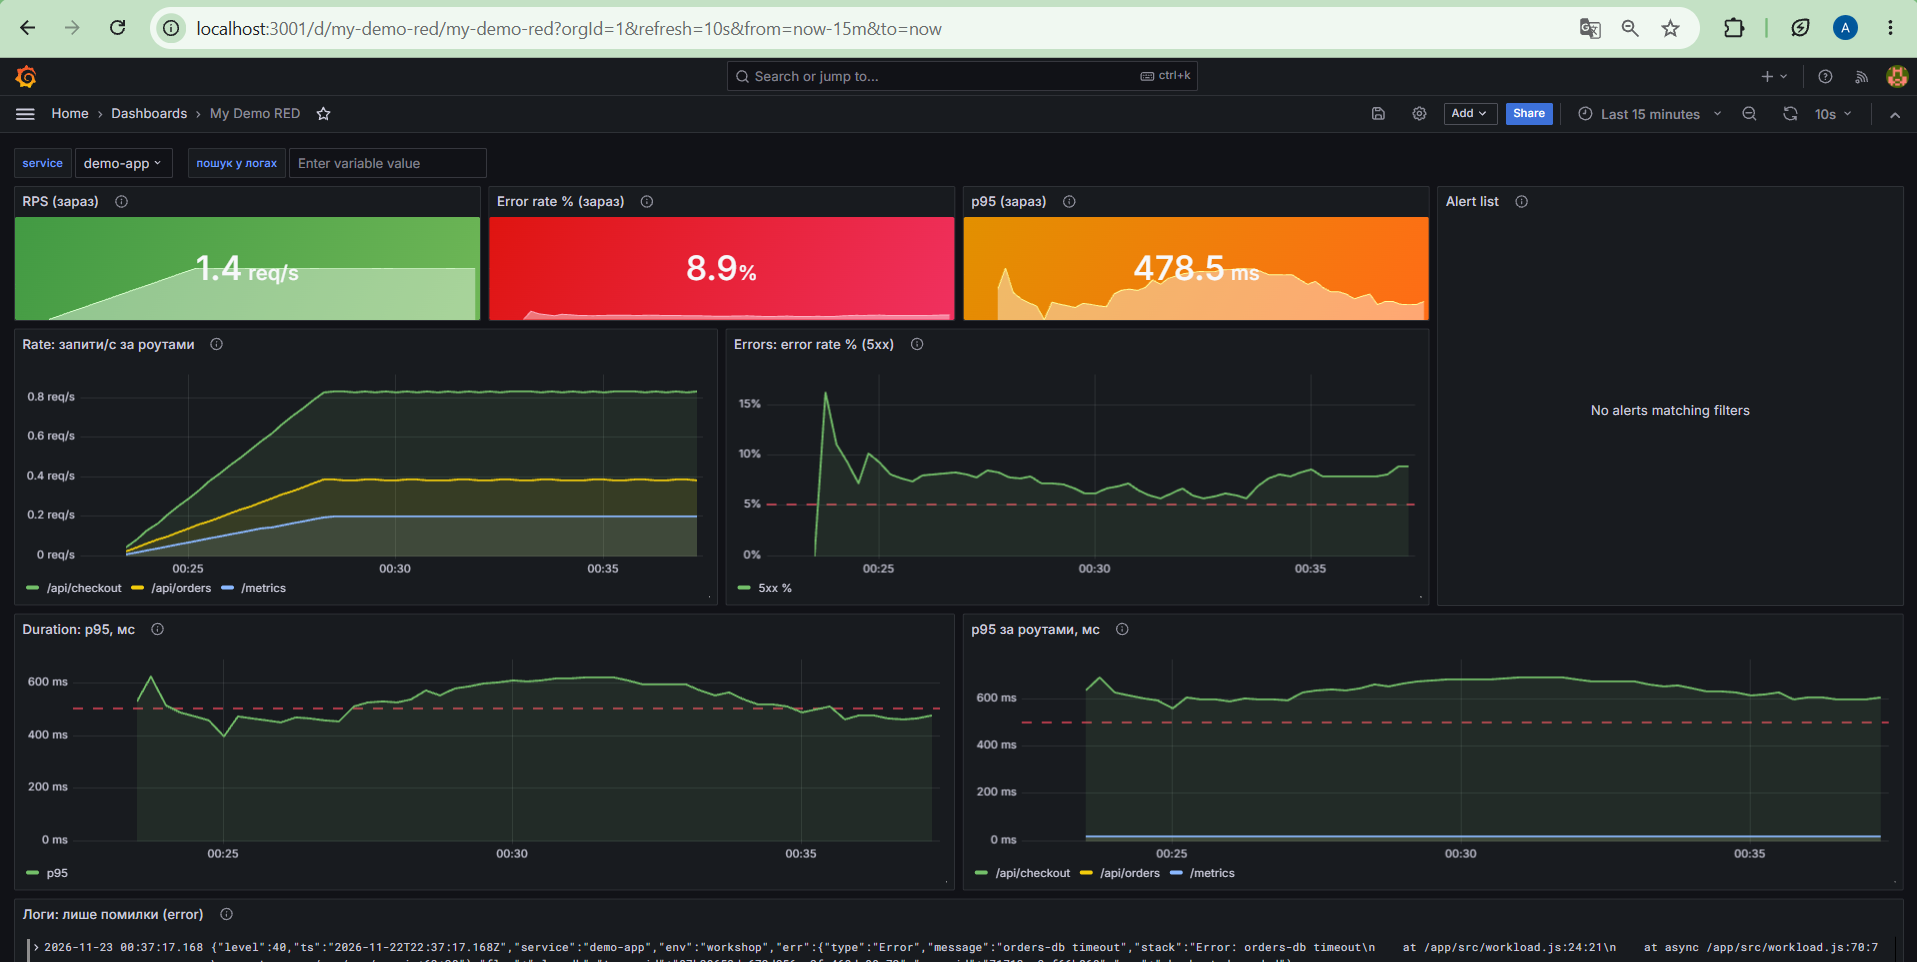 localhost:3001/d/my-demo-red/my-demo-red?orgId=1&refresh=10s&from=now-15m&to=now
A
Search or jump to...
ctrl+k
Home › Dashboards › My Demo RED
Add
Share
Last 15 minutes
10s
service
demo-app
пошук у логах
Enter variable value
RPS (зараз)
1.4 req/s
Error rate % (зараз)
8.9%
p95 (зараз)
478.5 ms
Alert list
No alerts matching filters
Rate: запити/с за роутами
0.8 req/s
0.6 req/s
0.4 req/s
0.2 req/s
0 req/s
00:25 00:30 00:35
/api/checkout /api/orders /metrics
Errors: error rate % (5xx)
15%
10%
5%
0%
00:25 00:30 00:35
5xx %
Duration: p95, мс
600 ms
400 ms
200 ms
0 ms
00:25 00:30 00:35
p95
p95 за роутами, мс
600 ms
400 ms
200 ms
0 ms
00:25 00:30 00:35
/api/checkout /api/orders /metrics
Логи: лише помилки (error)
2026-11-23 00:37:17.168 {"level":40,"ts":"2026-11-22T22:37:17.168Z","service":"demo-app","env":"workshop","err":{"type":"Error","message":"orders-db timeout","stack":"Error: orders-db timeout\n at /app/src/workload.js:24:21\n at async /app/src/workload.js:70:7